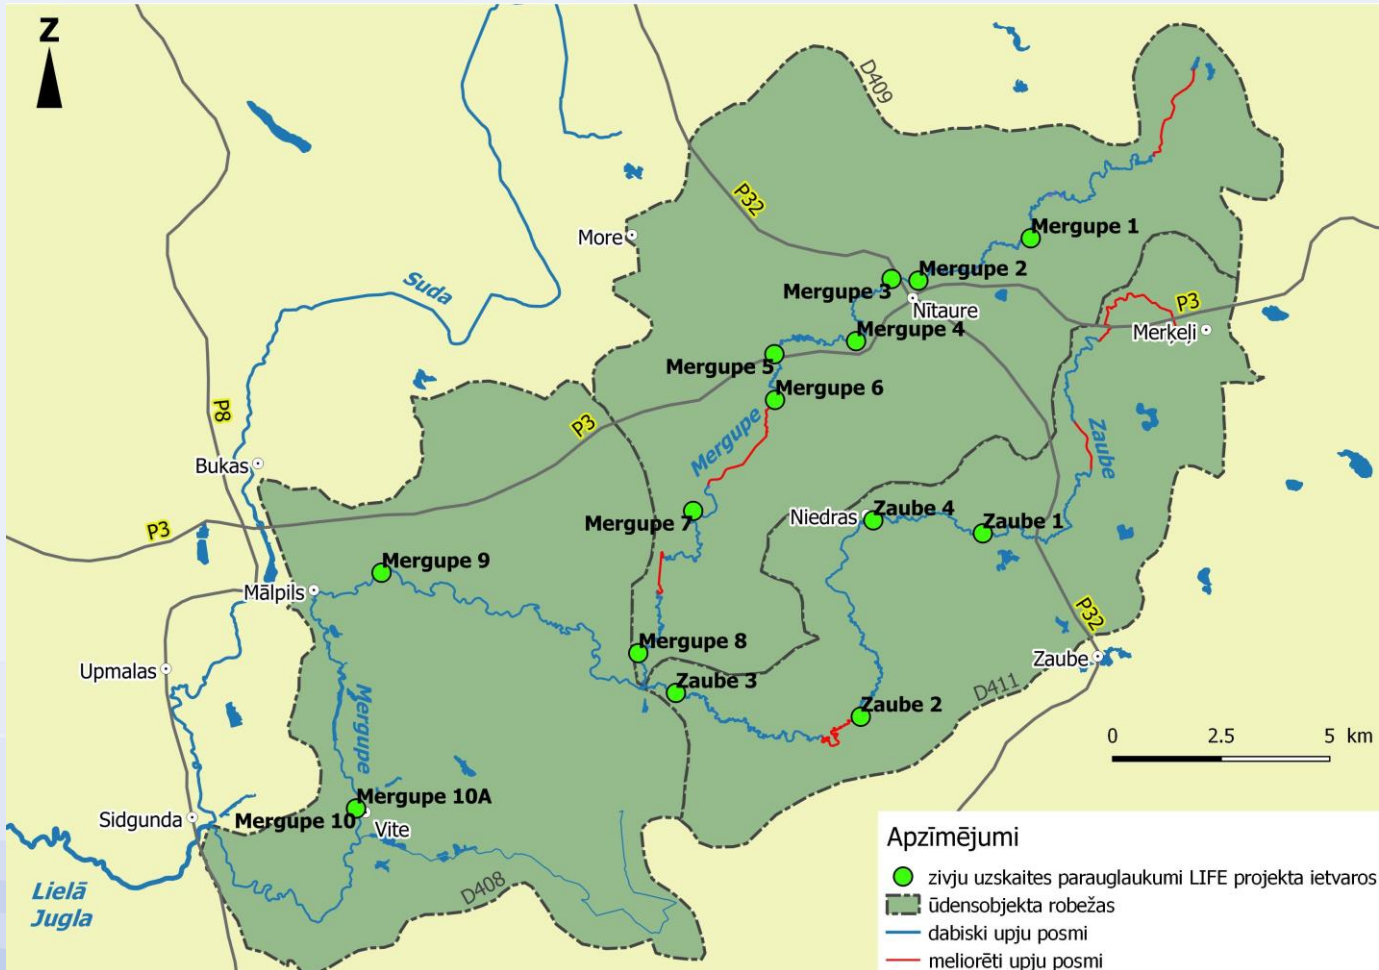 Z
D409
P32
Mergupe 1
More
Mergupe 2
Suda
Mergupe 3
Nītaure
P3
Merķeļi
Mergupe 4
Mergupe 5
Mergupe 6
P8
P3
Mergupe
Zaube
Bukas
Niedras
Zaube 4
Zaube 1
Mergupe 7
P3
Mergupe 9
Mālpils
P32
Mergupe 8
Zaube
Upmalas
Zaube 3
D411
Mergupe
Zaube 2
0 2.5 5 km
Mergupe 10A
Mergupe 10
Sidgunda
Vite
Lielā
Jugla
D408
Apzīmējumi
zivju uzskaites parauglaukumi LIFE projekta ietvaros
ūdensobjekta robežas
dabiski upju posmi
meliorēti upju posmi